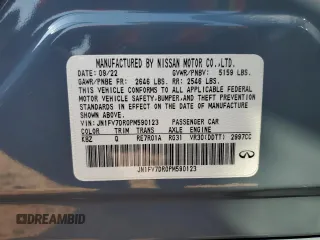 MANUFACTURED BY NISSAN MOTOR CO.,LTD.
DATE: 09/22 GVWR/PNBV: 5159 LBS.
GAWR/PNBE FR: 2646 LBS. RR: 2546 LBS.
THIS VEHICLE CONFORMS TO ALL APPLICABLE
FEDERAL MOTOR VEHICLE SAFETY, BUMPER,
AND THEFT PREVENTION STANDARDS IN EFFECT
ON THE DATE OF MANUFACTURE SHOWN ABOVE.
VIN: JN1FV7DR0PM590123 PASSENGER CAR
COLOR TRIM TRANS AXLE ENGINE
KBZ Q RE7R01A RG31 VR30(DDTT) 2997CC
JN1FV7DR0PM590123
INFINITI
© DREAMBID